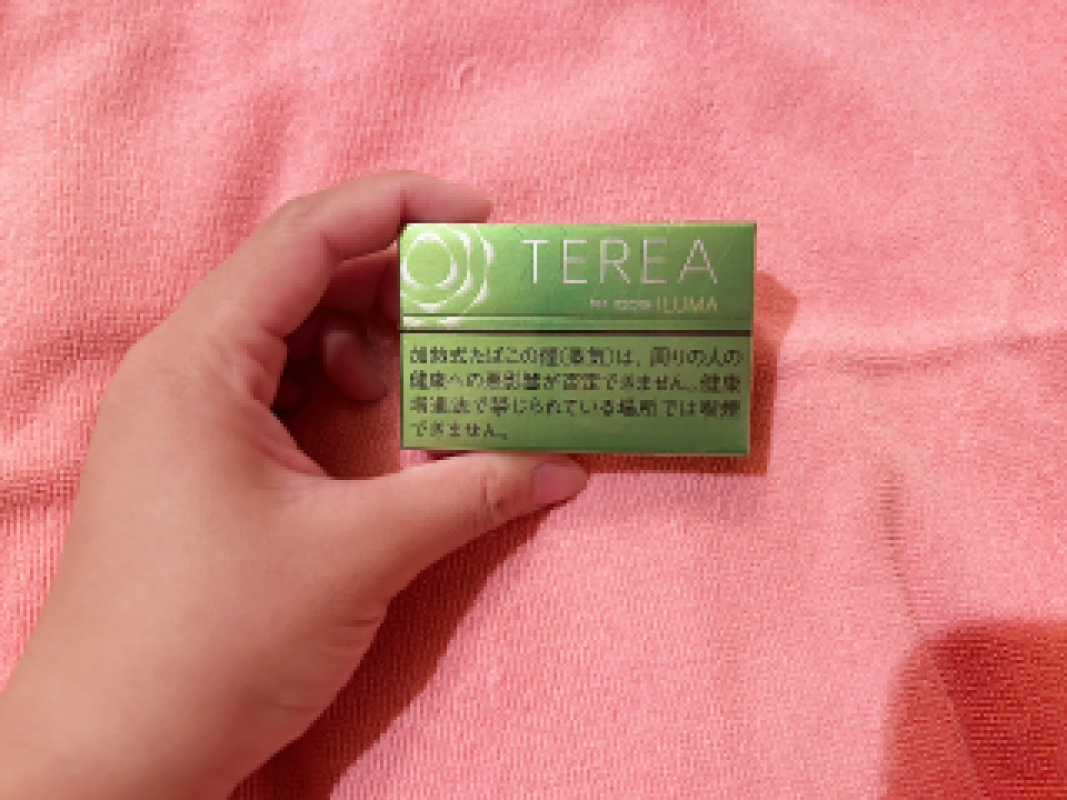 TEREA
for IQOS ILUMA
加熱式たばこの煙(蒸気)は、周りの人の
健康への悪影響が否定できません。健康
増進法で禁じられている場所では喫煙
できません。